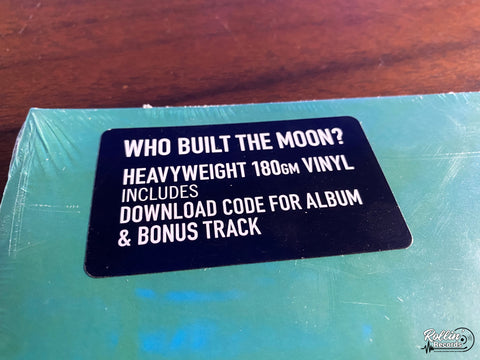 WHO BUILT THE MOON?
HEAVYWEIGHT 180GM VINYL
INCLUDES
DOWNLOAD CODE FOR ALBUM
& BONUS TRACK
Rollin'
Records